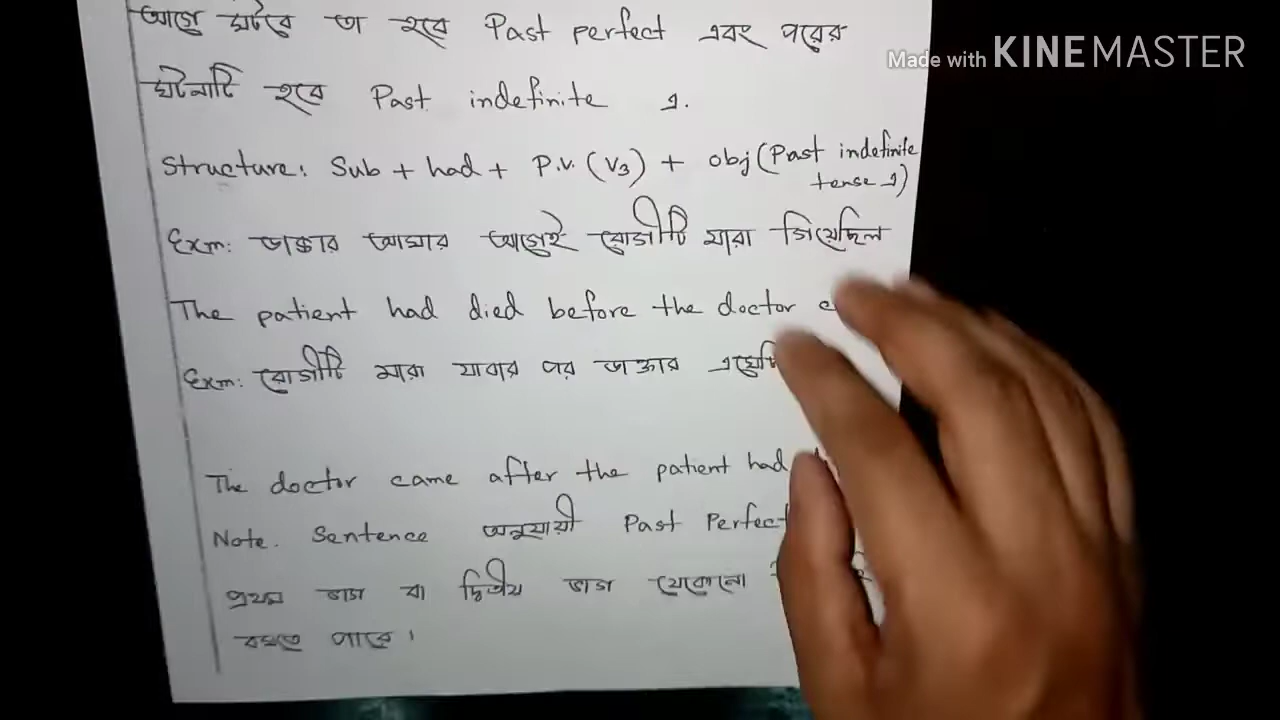 আগে ঘটবে তা হবে Past perfect এবং পরের
Made with KINEMASTER
ঘটনাটি হবে Past indefinite এ.
Structure: Sub + had + P.v. (V3) + obj (Past indefinite
tense এ)
Exm: ডাক্তার আসার আগেই রোগীটি মারা গিয়েছিল
The patient had died before the doctor
Exm: রোগীটি মারা যাবার পর ডাক্তার
The doctor came after the patient had
Note. Sentence অনুযায়ী Past Perfect
প্রথম ভাগ বা দ্বিতীয় ভাগ যেকোনো
বসতে পারে।